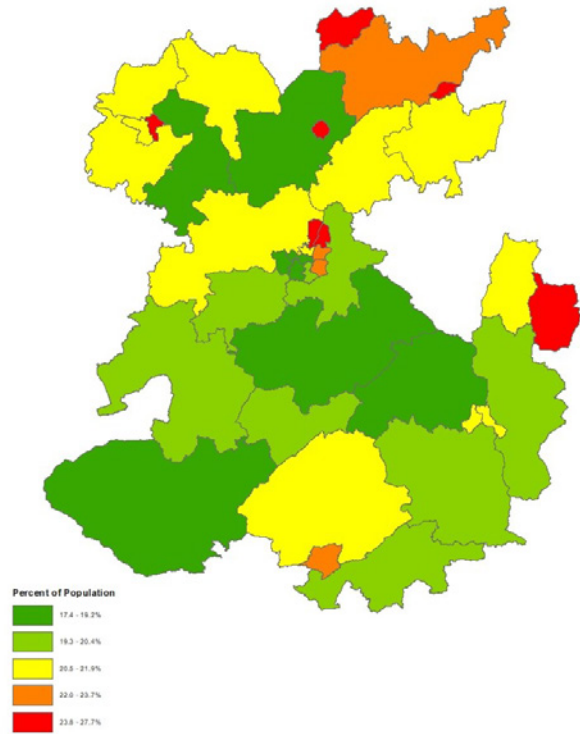 Percent of Population
17.4 - 19.2%
19.3 - 20.4%
20.5 - 21.9%
22.0 - 23.7%
23.8 - 27.7%